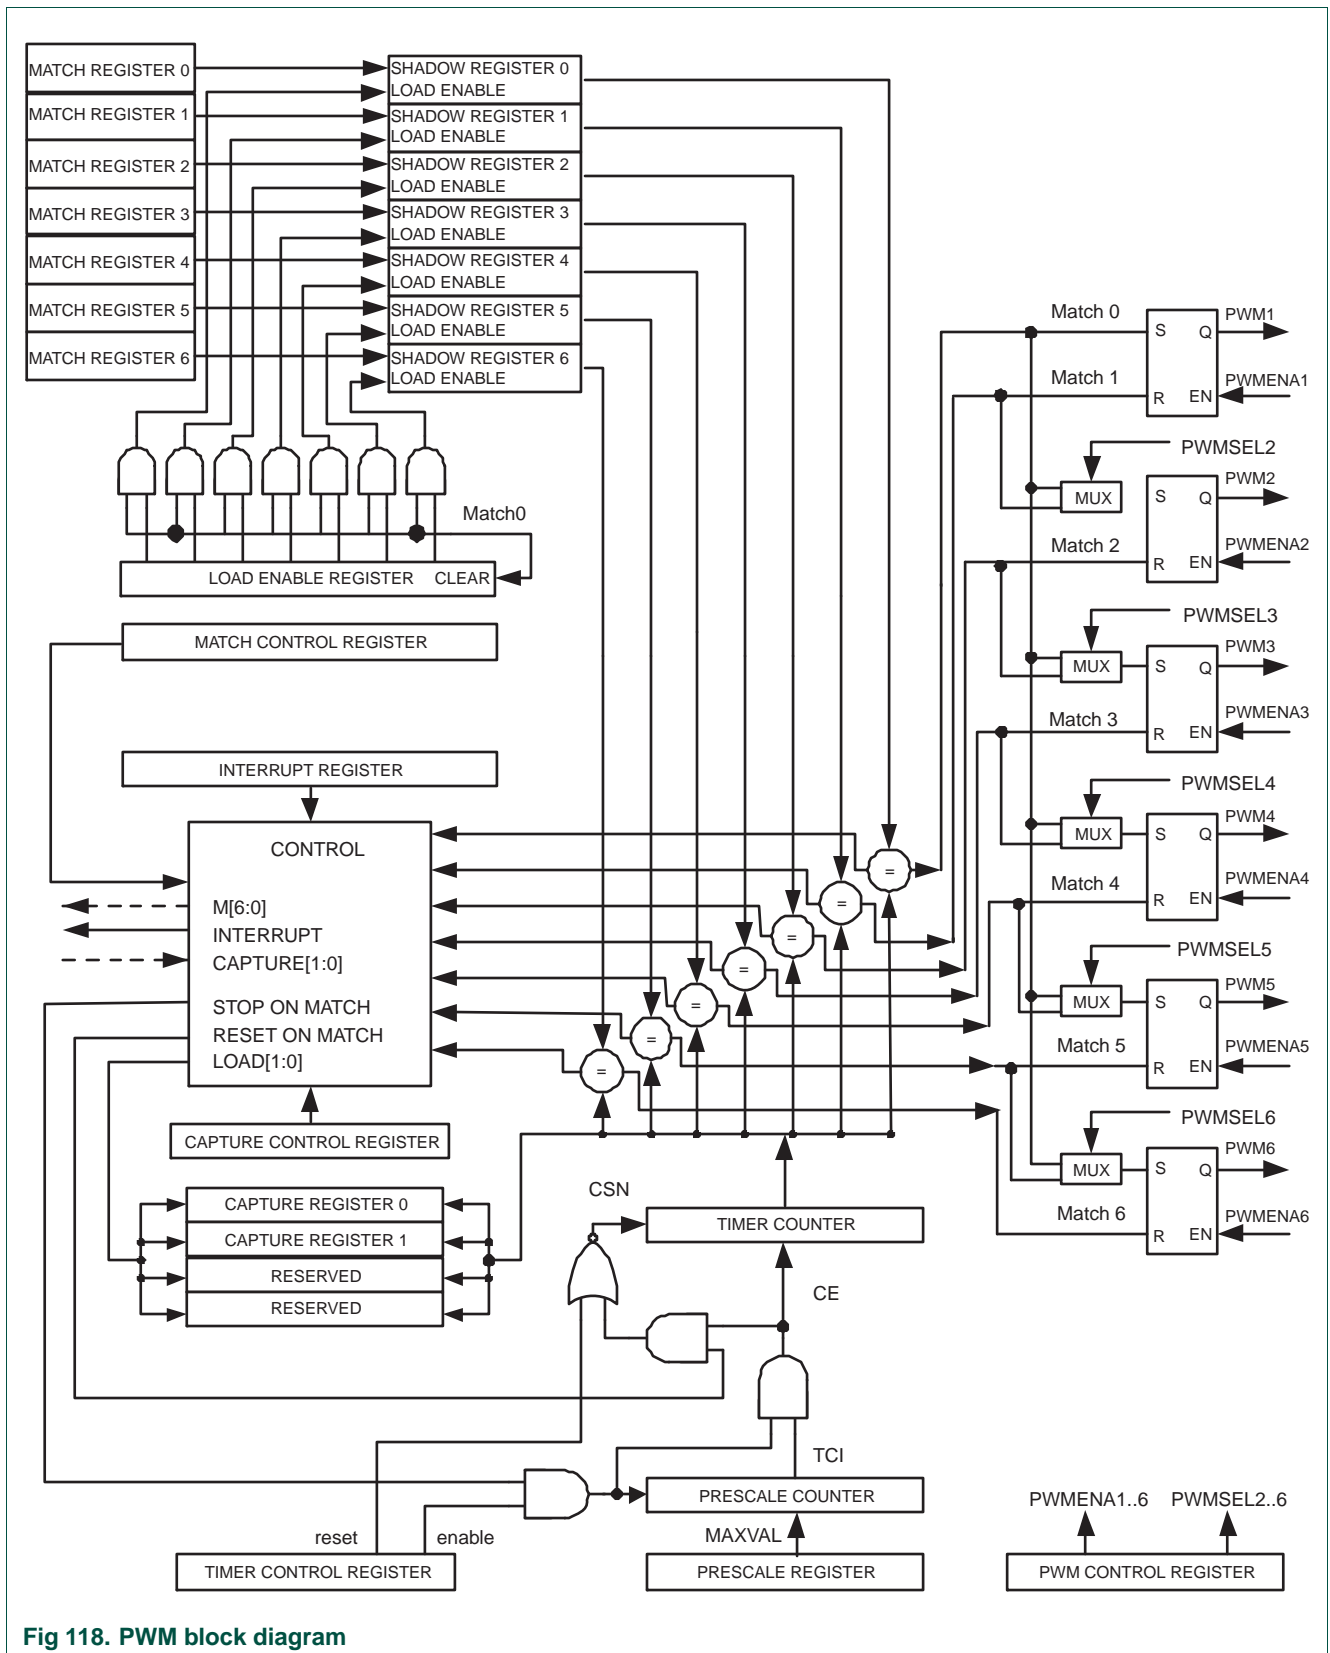 MATCH REGISTER 0
MATCH REGISTER 1
MATCH REGISTER 2
MATCH REGISTER 3
MATCH REGISTER 4
MATCH REGISTER 5
MATCH REGISTER 6
SHADOW REGISTER 0
LOAD ENABLE
SHADOW REGISTER 1
LOAD ENABLE
SHADOW REGISTER 2
LOAD ENABLE
SHADOW REGISTER 3
LOAD ENABLE
SHADOW REGISTER 4
LOAD ENABLE
SHADOW REGISTER 5
LOAD ENABLE
SHADOW REGISTER 6
LOAD ENABLE
Match0
LOAD ENABLE REGISTER CLEAR
MATCH CONTROL REGISTER
INTERRUPT REGISTER
CONTROL
M[6:0]
INTERRUPT
CAPTURE[1:0]
STOP ON MATCH
RESET ON MATCH
LOAD[1:0]
CAPTURE CONTROL REGISTER
CAPTURE REGISTER 0
CAPTURE REGISTER 1
RESERVED
RESERVED
=
=
=
=
=
=
=
Match 0
S
Q
PWM1
Match 1
R
EN
PWMENA1
PWMSEL2
MUX
S
Q
PWM2
Match 2
R
EN
PWMENA2
PWMSEL3
MUX
S
Q
PWM3
Match 3
R
EN
PWMENA3
PWMSEL4
MUX
S
Q
PWM4
Match 4
R
EN
PWMENA4
PWMSEL5
MUX
S
Q
PWM5
Match 5
R
EN
PWMENA5
PWMSEL6
MUX
S
Q
PWM6
Match 6
R
EN
PWMENA6
CSN
TIMER COUNTER
CE
TCI
PRESCALE COUNTER
MAXVAL
PRESCALE REGISTER
reset
enable
TIMER CONTROL REGISTER
PWMENA1..6
PWMSEL2..6
PWM CONTROL REGISTER
Fig 118. PWM block diagram